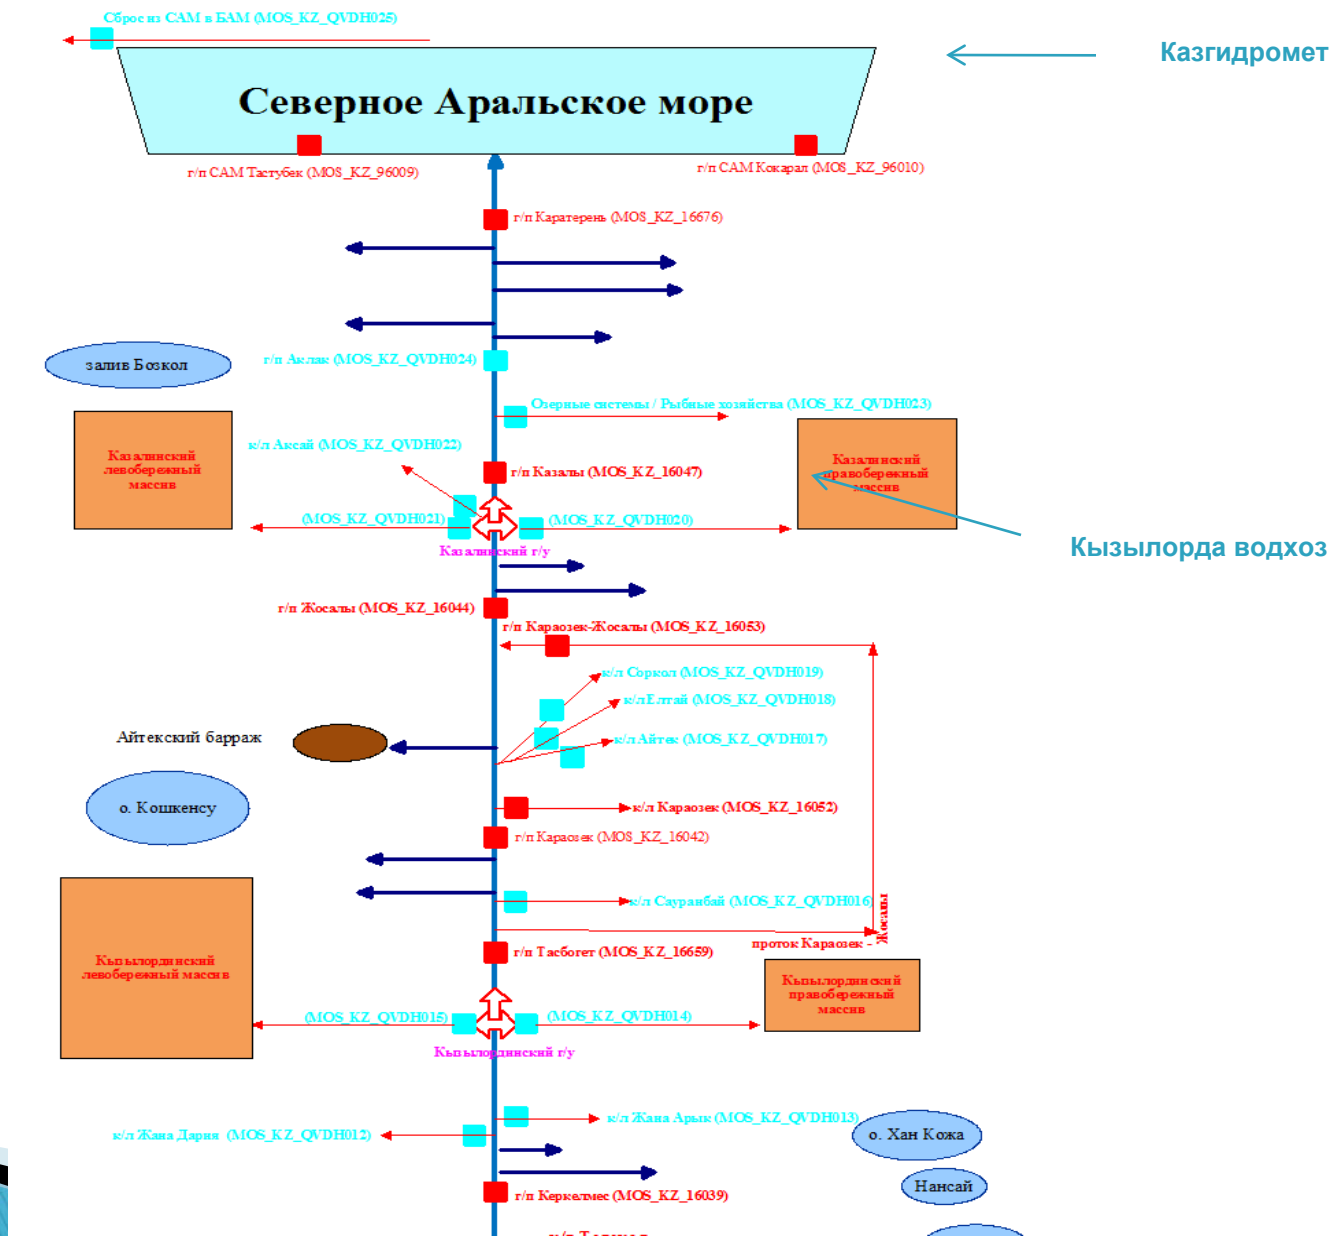 Сброс из САМ в БАМ (MOS_KZ_QVDH025)
Казгидромет
Северное Аральское море
г/п САМ Тастубек (MOS_KZ_96009)
г/п САМ Кокарал (MOS_KZ_96010)
г/п Каратерень (MOS_KZ_16676)
залив Бозкол
г/п Аклак (MOS_KZ_QVDH024)
Озерные системы / Рыбные хозяйства (MOS_KZ_QVDH023)
к/л Аксай (MOS_KZ_QVDH022)
Казалинский
левобережный
массив
г/п Казалы (MOS_KZ_16047)
Казалинский
правобережный
массив
(MOS_KZ_QVDH021)
(MOS_KZ_QVDH020)
Казалинский г/у
Кызылорда водхоз
г/п Жосалы (MOS_KZ_16044)
г/п Караозек-Жосалы (MOS_KZ_16053)
к/л Соркол (MOS_KZ_QVDH019)
к/л Елтай (MOS_KZ_QVDH018)
Айтекский барраж
к/л Айтек (MOS_KZ_QVDH017)
о. Кошкенсу
к/л Караозек (MOS_KZ_16052)
г/п Караозек (MOS_KZ_16042)
к/л Сауранбай (MOS_KZ_QVDH016)
проток Караозек -
Жосалы
г/п Тасбогет (MOS_KZ_16659)
Кызылординский
левобережный массив
Кызылординский
правобережный
массив
(MOS_KZ_QVDH015)
(MOS_KZ_QVDH014)
Кызылординский г/у
к/л Жана Арык (MOS_KZ_QVDH013)
к/л Жана Дария (MOS_KZ_QVDH012)
о. Хан Кожа
Нансай
г/п Керкелмес (MOS_KZ_16039)